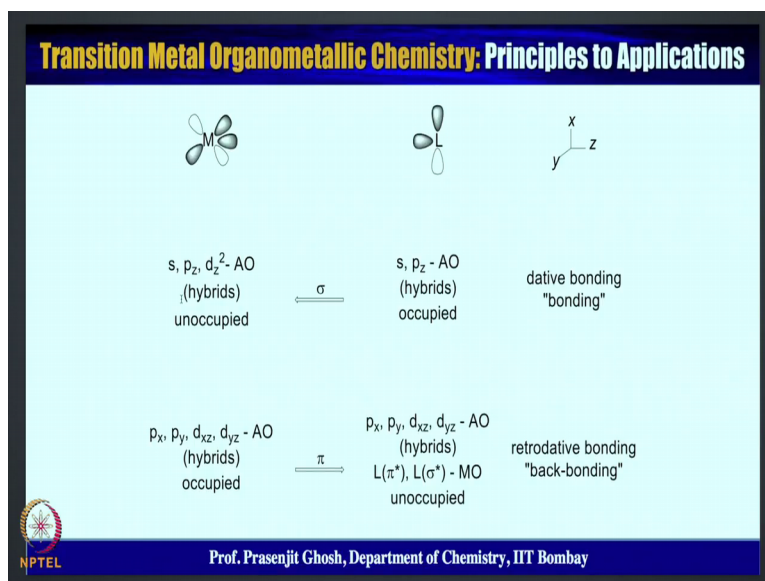 Transition Metal Organometallic Chemistry: Principles to Applications
M
L
x
z
y
s, pz, dz²- AO
(hybrids)
unoccupied
σ
s, pz - AO
(hybrids)
occupied
dative bonding
"bonding"
px, py, dxz, dyz - AO
(hybrids)
occupied
π
px, py, dxz, dyz - AO
(hybrids)
L(π*), L(σ*) - MO
unoccupied
retrodative bonding
"back-bonding"
NPTEL
Prof. Prasenjit Ghosh, Department of Chemistry, IIT Bombay